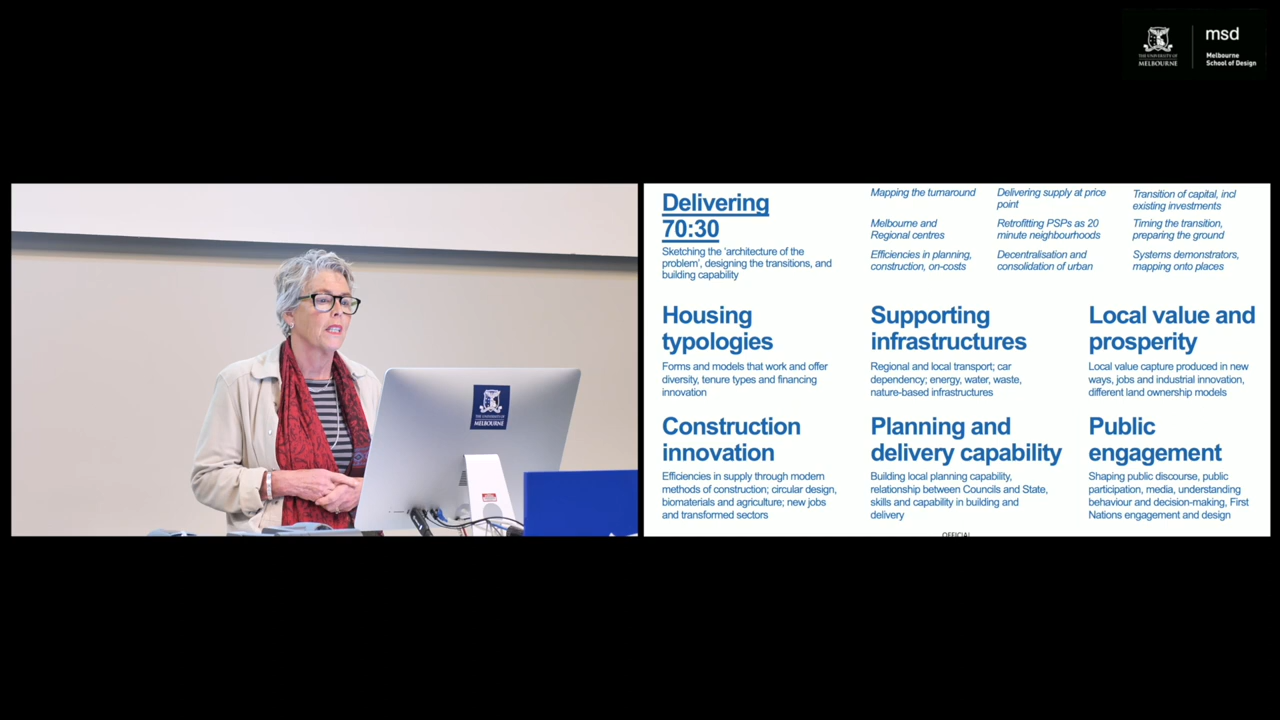 THE UNIVERSITY OF
MELBOURNE
msd
Melbourne
School of Design
THE UNIVERSITY OF
MELBOURNE
Delivering
70:30
Sketching the ‘architecture of the
problem’, designing the transitions, and
building capability
Mapping the turnaround
Melbourne and
Regional centres
Efficiencies in planning,
construction, on-costs
Delivering supply at price
point
Retrofitting PSPs as 20
minute neighbourhoods
Decentralisation and
consolidation of urban
Transition of capital, incl
existing investments
Timing the transition,
preparing the ground
Systems demonstrators,
mapping onto places
Housing
typologies
Forms and models that work and offer
diversity, tenure types and financing
innovation
Supporting
infrastructures
Regional and local transport; car
dependency; energy, water, waste,
nature-based infrastructures
Local value and
prosperity
Local value capture produced in new
ways, jobs and industrial innovation,
different land ownership models
Construction
innovation
Efficiencies in supply through modern
methods of construction; circular design,
biomaterials and agriculture; new jobs
and transformed sectors
Planning and
delivery capability
Building local planning capability,
relationship between Councils and State,
skills and capability in building and
delivery
Public
engagement
Shaping public discourse, public
participation, media, understanding
behaviour and decision-making, First
Nations engagement and design
OFFICIAL